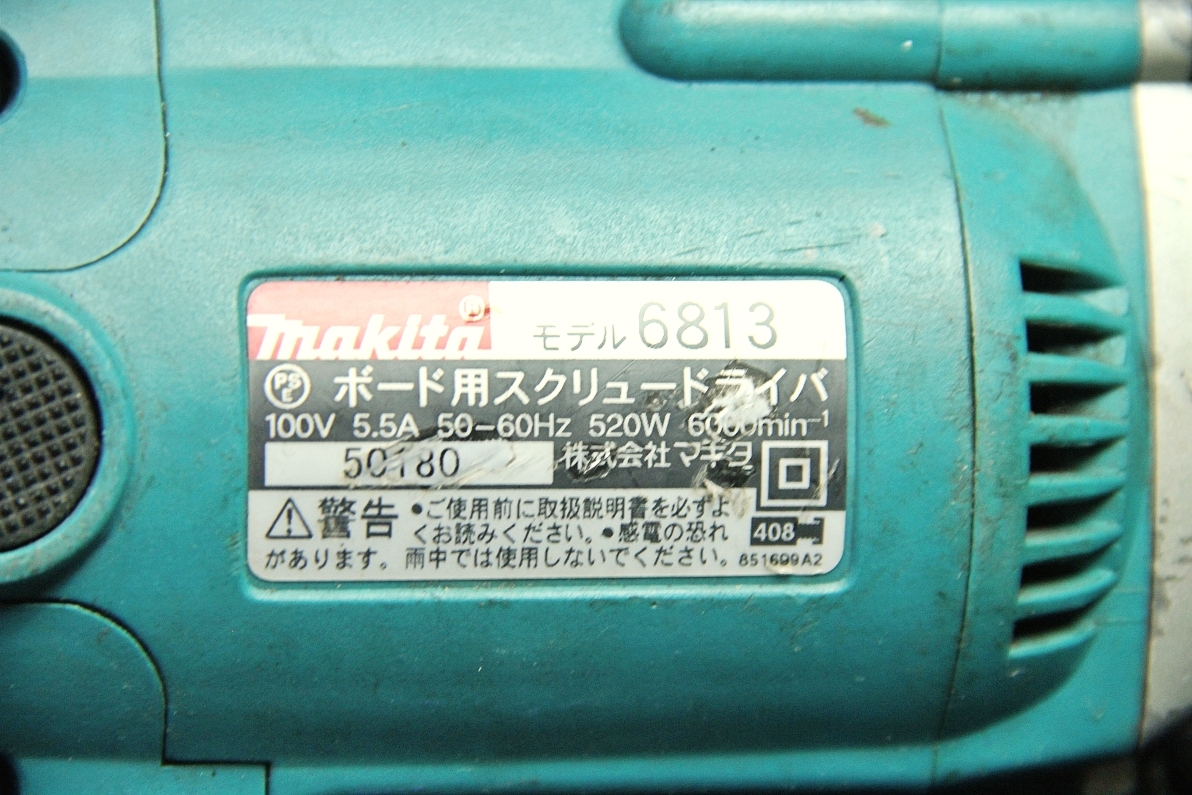 makita® モデル 6813
PSE ボード用スクリュードライバ
100V 5.5A 50-60Hz 520W 6000min⁻¹
50180 株式会社マキタ
警告 •ご使用前に取扱説明書を必ずよ
くお読みください。•感電の恐れ
があります。雨中では使用しないでください。
408
851699A2